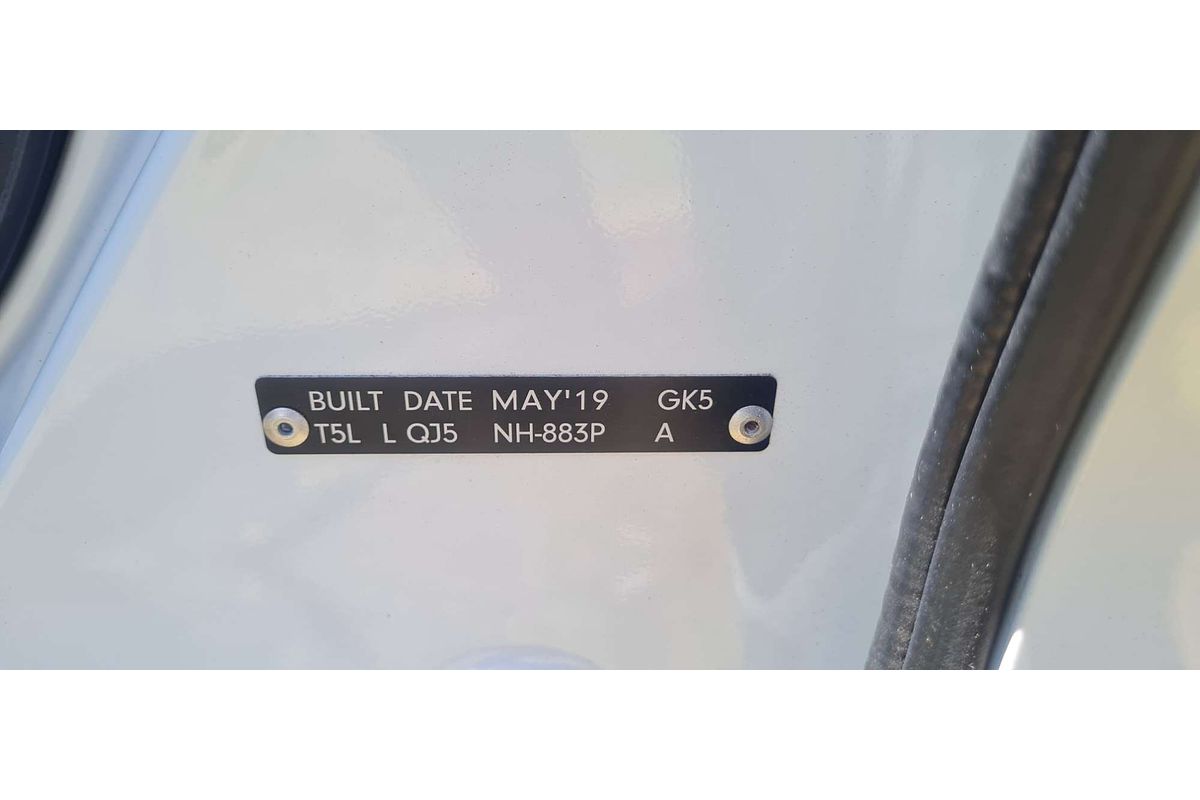 BUILT DATE MAY'19 GK5
T5L L QJ5 NH-883P A